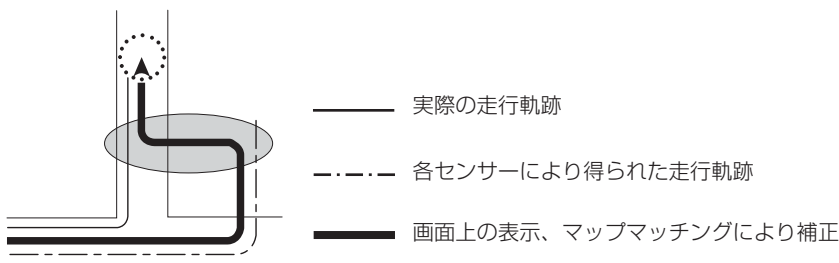 実際の走行軌跡
各センサーにより得られた走行軌跡
画面上の表示、マップマッチングにより補正